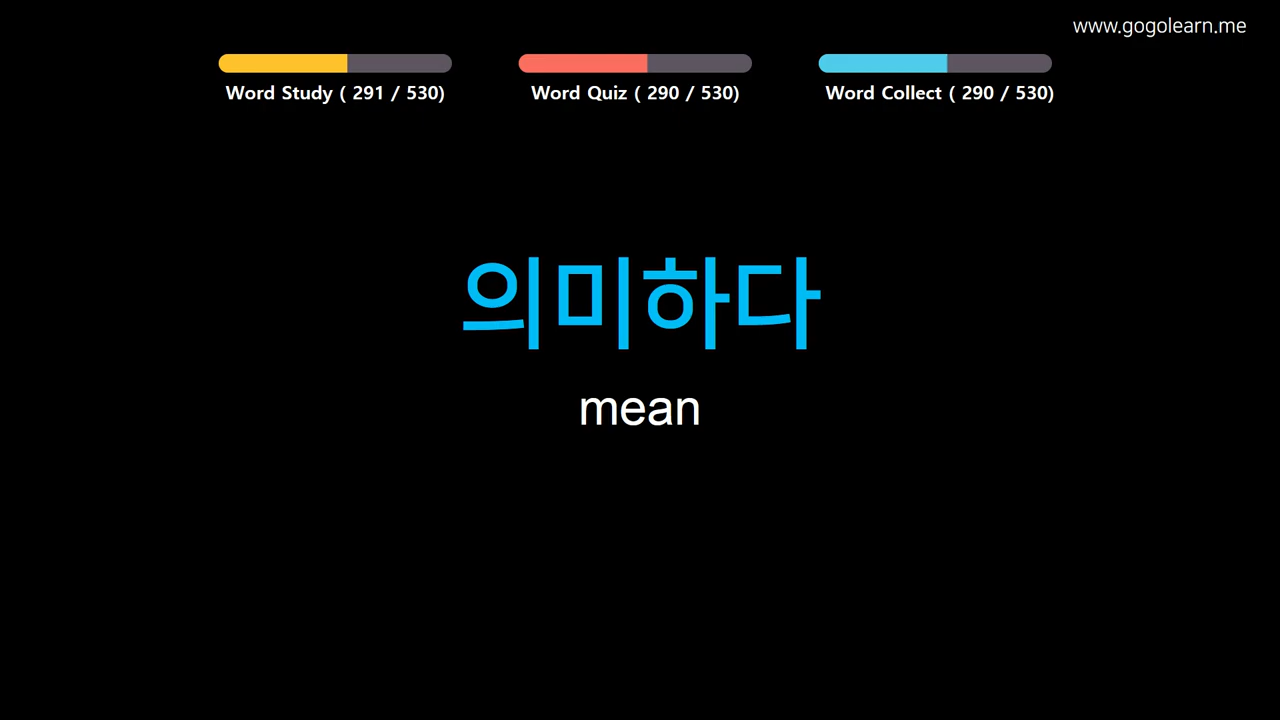 www.gogolearn.me
Word Study ( 291 / 530)
Word Quiz ( 290 / 530)
Word Collect ( 290 / 530)
의미하다
mean